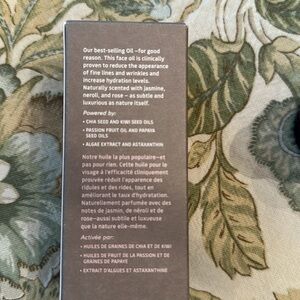 Our best-selling Oil –for good
reason. This face oil is clinically
proven to reduce the appearance
of fine lines and wrinkles and
increase hydration levels.
Naturally scented with jasmine,
neroli, and rose – as subtle and
luxurious as nature itself.
Powered by:
• CHIA SEED AND KIWI SEED OILS
• PASSION FRUIT OIL AND PAPAYA
SEED OILS
• ALGAE EXTRACT AND ASTAXANTHIN
Notre huile la plus populaire–et
pas pour rien. Cette huile pour le
visage à l'efficacité cliniquement
prouvée réduit l'apparence des
ridules et des rides, tout en
améliorant le taux d'hydratation.
Naturellement parfumée avec des
notes de jasmin, de néroli et de
rose–aussi subtile et luxueuse
que la nature elle-même.
Activée par:
• HUILES DE GRAINES DE CHIA ET DE KIWI
• HUILES DE FRUIT DE LA PASSION ET DE
GRAINES DE PAPAYE
• EXTRAIT D'ALGUES ET ASTAXANTHINE